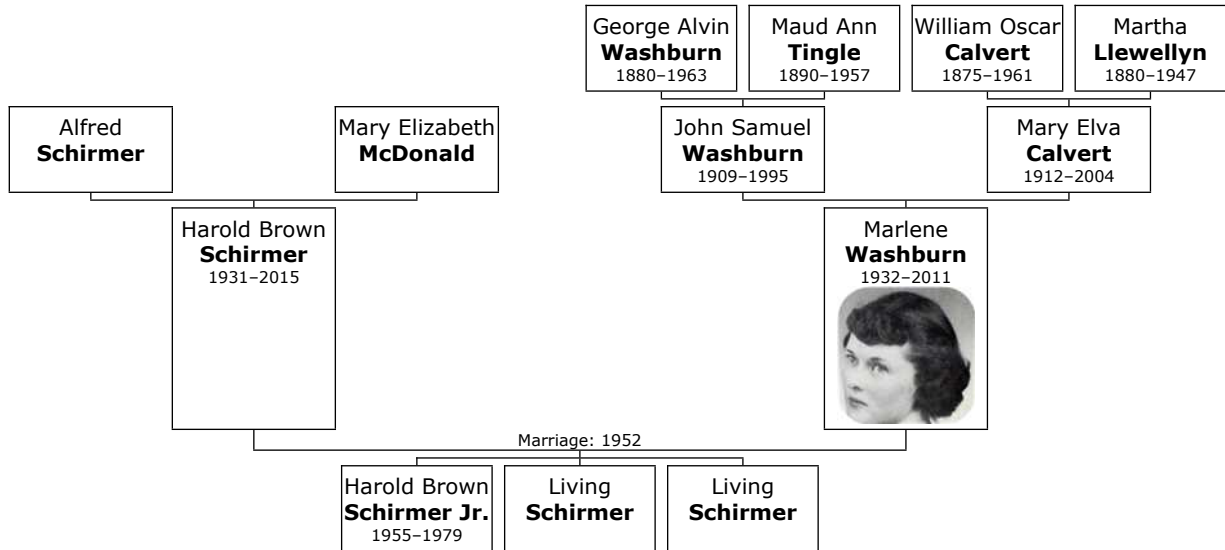 George Alvin
Washburn
1880–1963
Maud Ann
Tingle
1890–1957
William Oscar
Calvert
1875–1961
Martha
Llewellyn
1880–1947
Alfred
Schirmer
Mary Elizabeth
McDonald
John Samuel
Washburn
1909–1995
Mary Elva
Calvert
1912–2004
Harold Brown
Schirmer
1931–2015
Marlene
Washburn
1932–2011
Marriage: 1952
Harold Brown
Schirmer Jr.
1955–1979
Living
Schirmer
Living
Schirmer